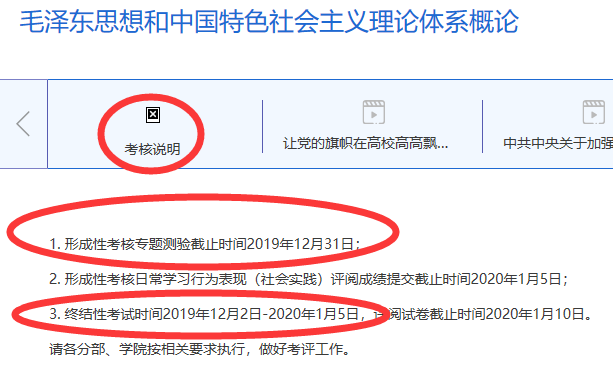 毛泽东思想和中国特色社会主义理论体系概论
考核说明
让党的旗帜在高校高高飘...
中共中央关于加强
1. 形成性考核专题测验截止时间2019年12月31日；
2. 形成性考核日常学习行为表现（社会实践）评阅成绩提交截止时间2020年1月5日；
3. 终结性考试时间2019年12月2日-2020年1月5日，评阅试卷截止时间2020年1月10日。
请各分部、学院按相关要求执行，做好考评工作。